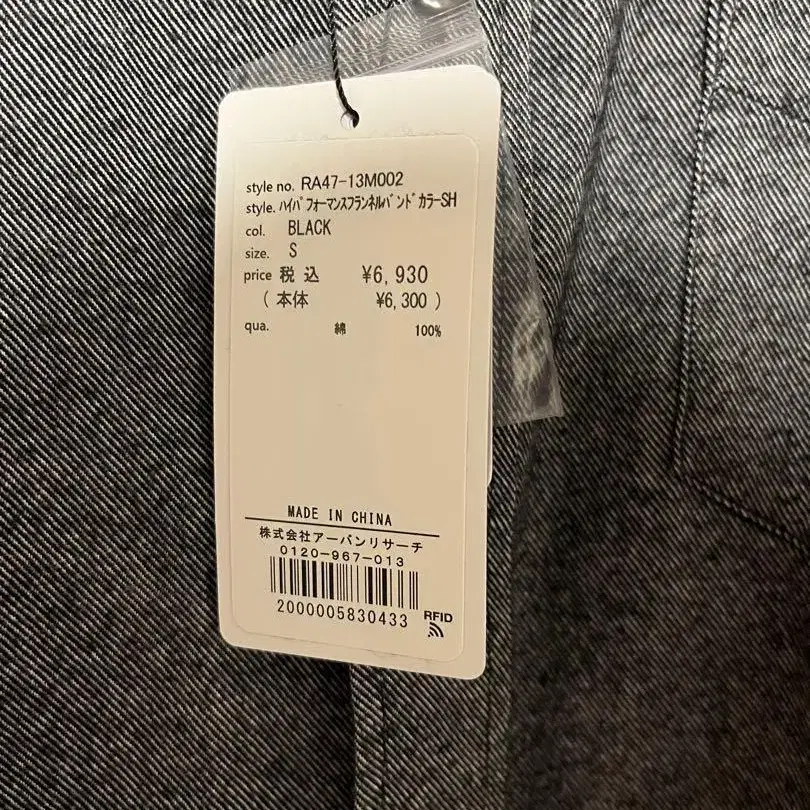 style no. RA47-13M002
style. ﾊｲﾊﾟﾌｫｰﾏﾝｽﾌﾗﾝﾈﾙﾊﾞﾝﾄﾞｶﾗｰSH
col. BLACK
size. S
price 税込 ¥6,930
( 本体 ¥6,300 )
qua. 綿 100%
MADE IN CHINA
株式会社アーバンリサーチ
0120-967-013
2000005830433
RFID